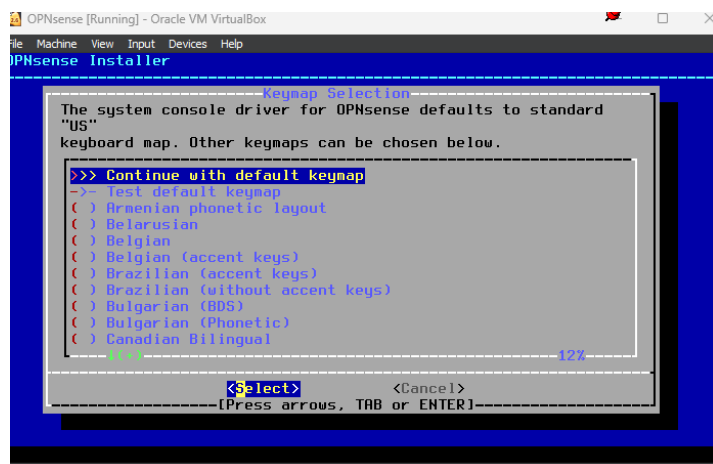 OPNsense [Running] - Oracle VM VirtualBox
File Machine View Input Devices Help
OPNsense Installer
Keymap Selection
The system console driver for OPNsense defaults to standard
"US"
keyboard map. Other keymaps can be chosen below.
>>> Continue with default keymap
->- Test default keymap
( ) Armenian phonetic layout
( ) Belarusian
( ) Belgian
( ) Belgian (accent keys)
( ) Brazilian (accent keys)
( ) Brazilian (without accent keys)
( ) Bulgarian (BDS)
( ) Bulgarian (Phonetic)
( ) Canadian Bilingual
↓(+) 12%
<Select> <Cancel>
[Press arrows, TAB or ENTER]